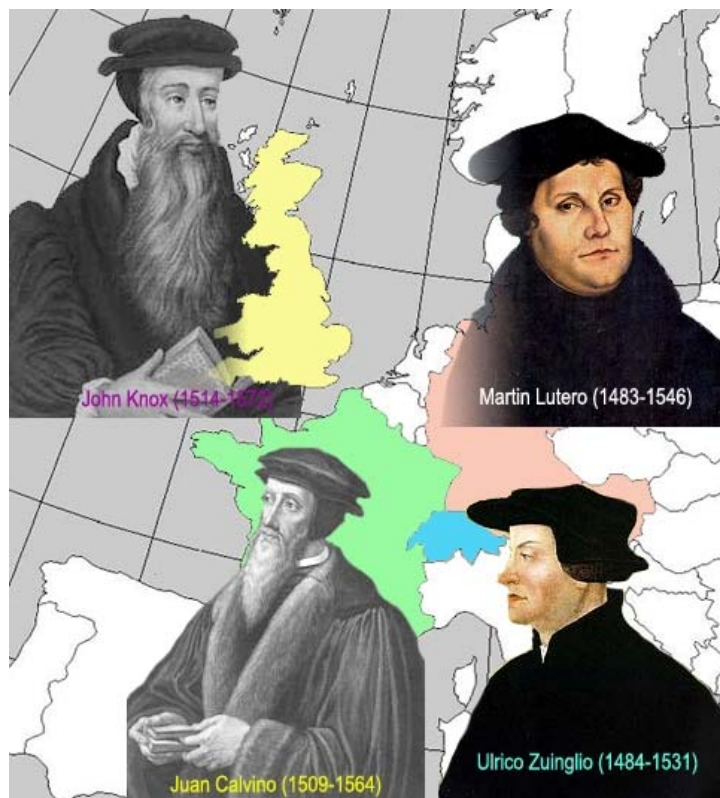 John Knox (1514-1572)
Martin Lutero (1483-1546)
Juan Calvino (1509-1564)
Ulrico Zuinglio (1484-1531)